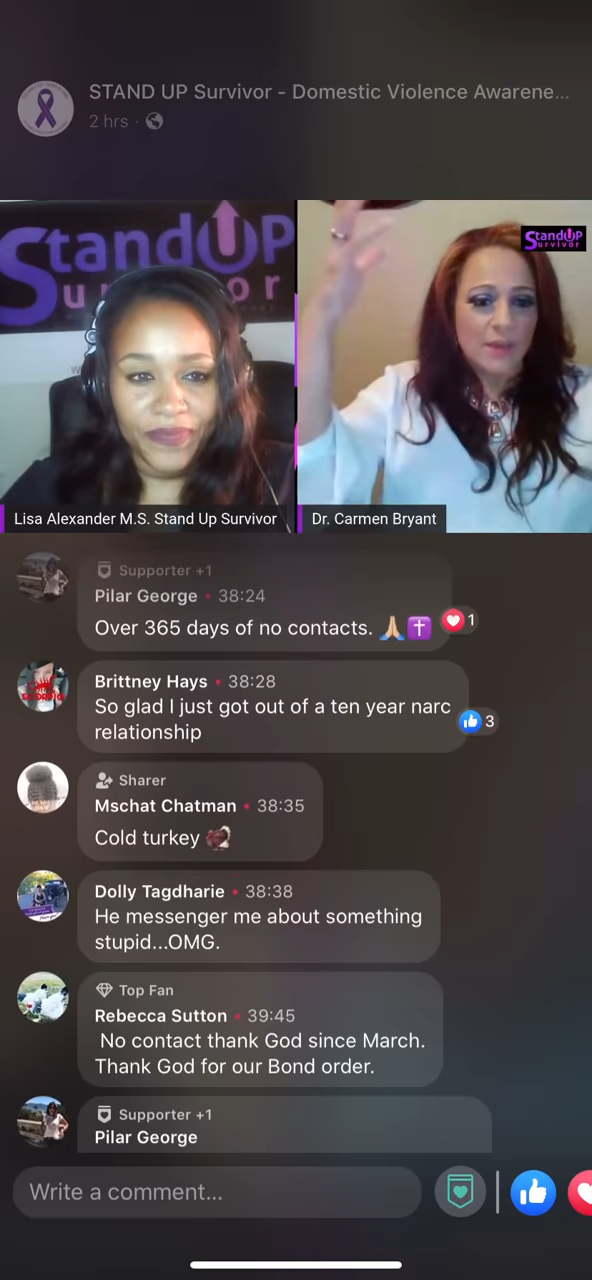 STAND UP Survivor - Domestic Violence Awarene...
2 hrs
StandUP
Survivor
StandUP
Survivor
Lisa Alexander M.S. Stand Up Survivor
Dr. Carmen Bryant
Supporter +1
Pilar George • 38:24
Over 365 days of no contacts. 🙏🏼✝️
1
Brittney Hays • 38:28
So glad I just got out of a ten year narc
relationship
3
Sharer
Mschat Chatman • 38:35
Cold turkey 🦃
Dolly Tagdharie • 38:38
He messenger me about something
stupid...OMG.
Top Fan
Rebecca Sutton • 39:45
No contact thank God since March.
Thank God for our Bond order.
Supporter +1
Pilar George
Write a comment...